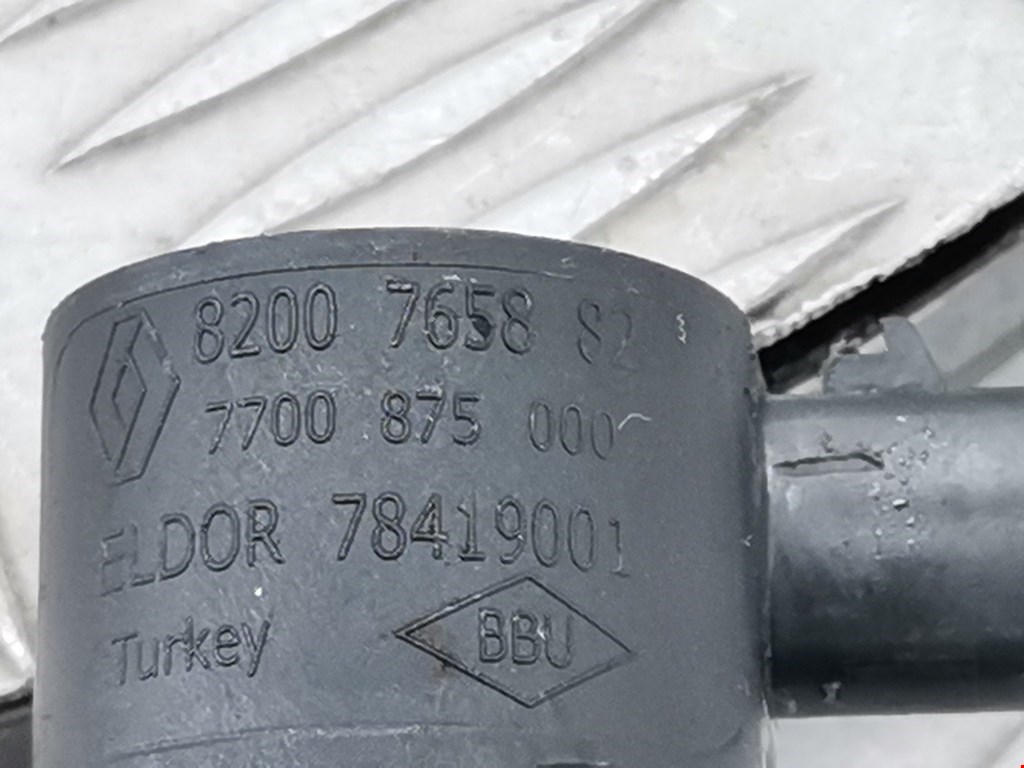 8200 7658 82
7700 875 000
ELDOR 78419001
Turkey
BBU